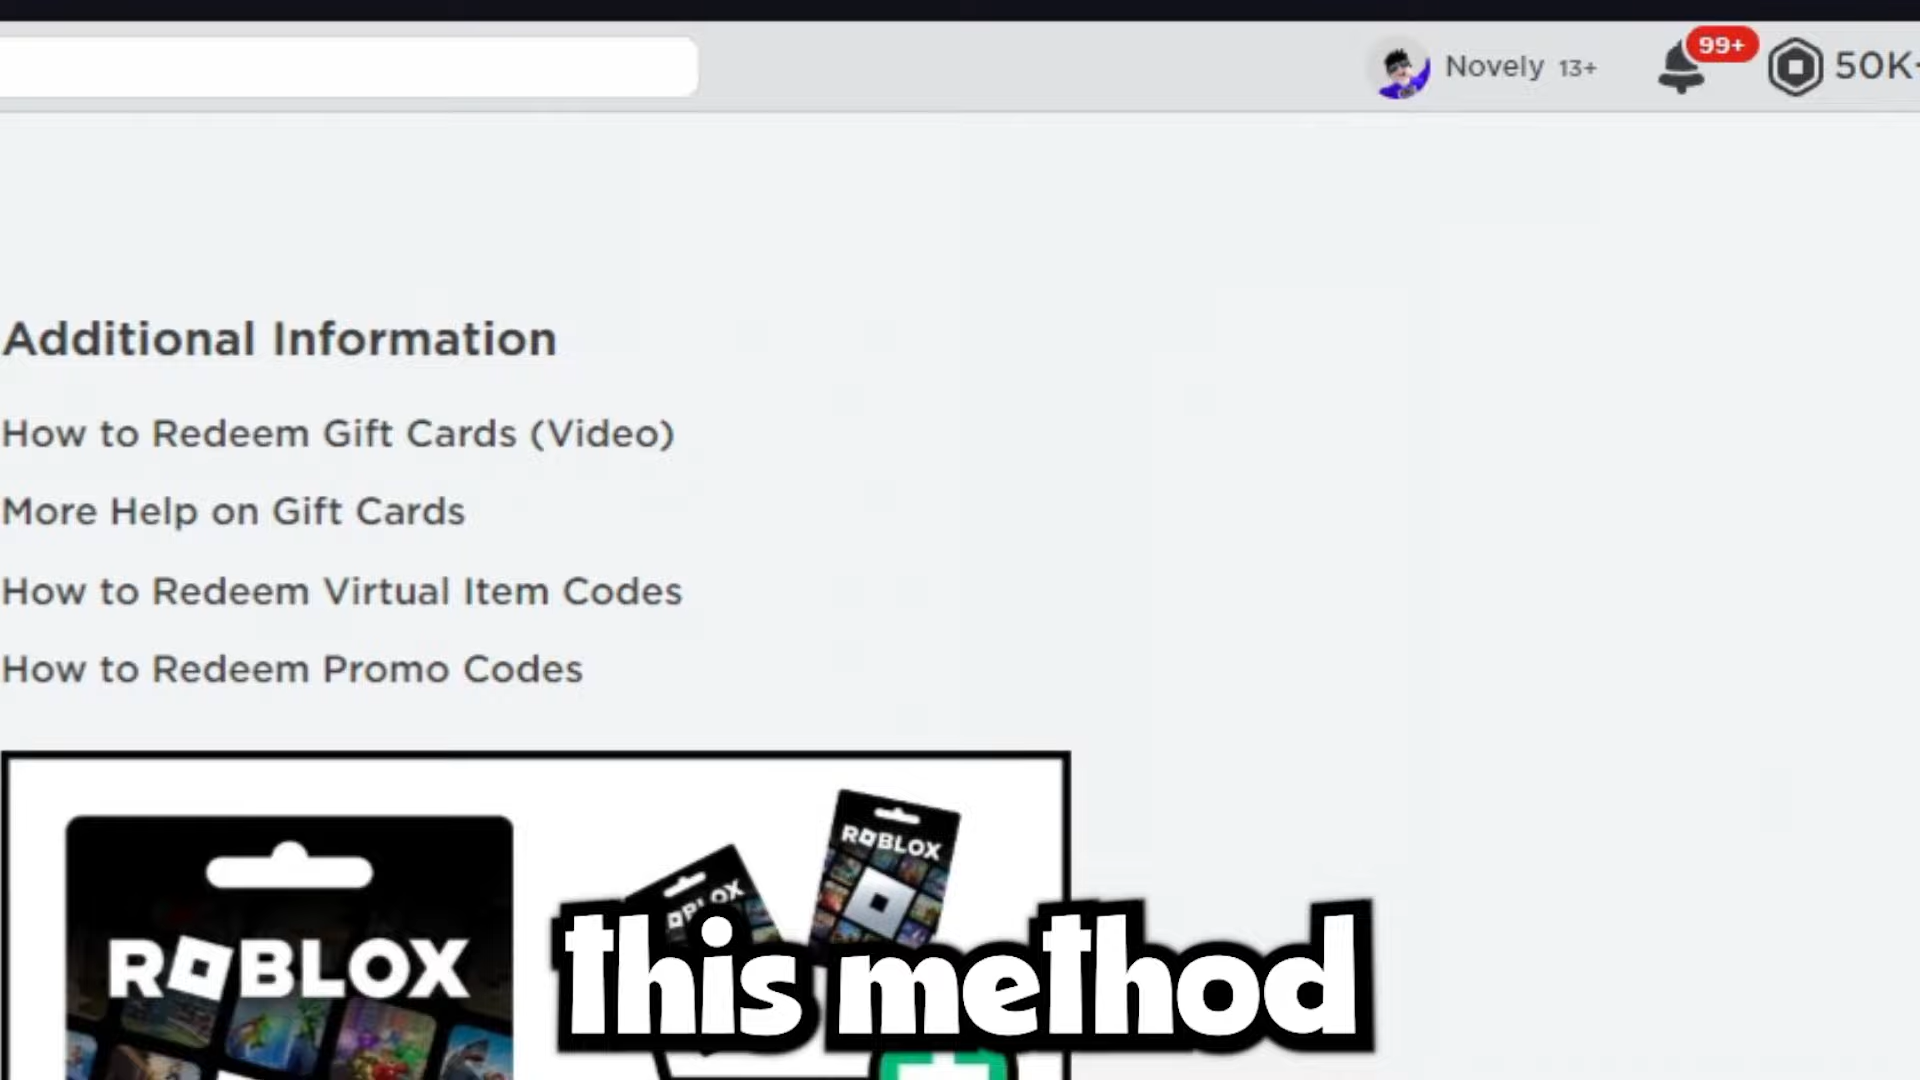 Novely 13+
99+
50K+
Additional Information
How to Redeem Gift Cards (Video)
More Help on Gift Cards
How to Redeem Virtual Item Codes
How to Redeem Promo Codes
ROBLOX
ROBLOX
ROBLOX
this method